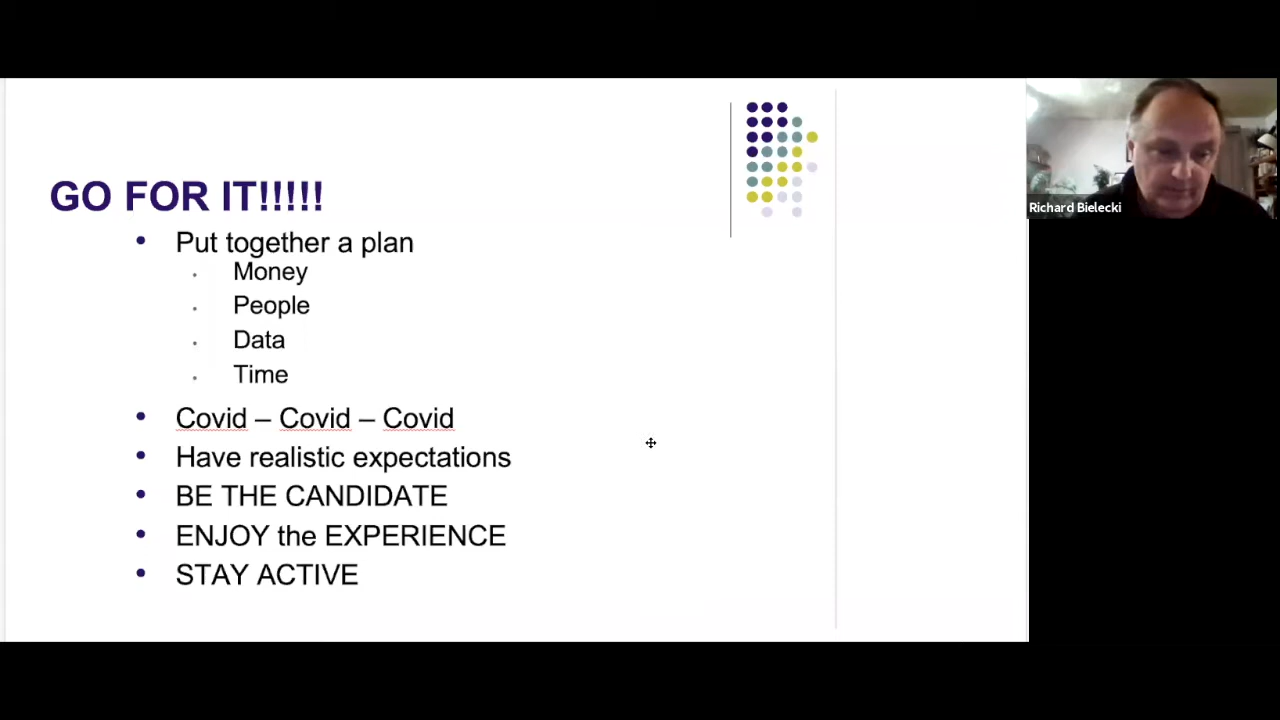 GO FOR IT!!!!!
Put together a plan
Money
People
Data
Time
Covid – Covid – Covid
Have realistic expectations
BE THE CANDIDATE
ENJOY the EXPERIENCE
STAY ACTIVE
Richard Bielecki